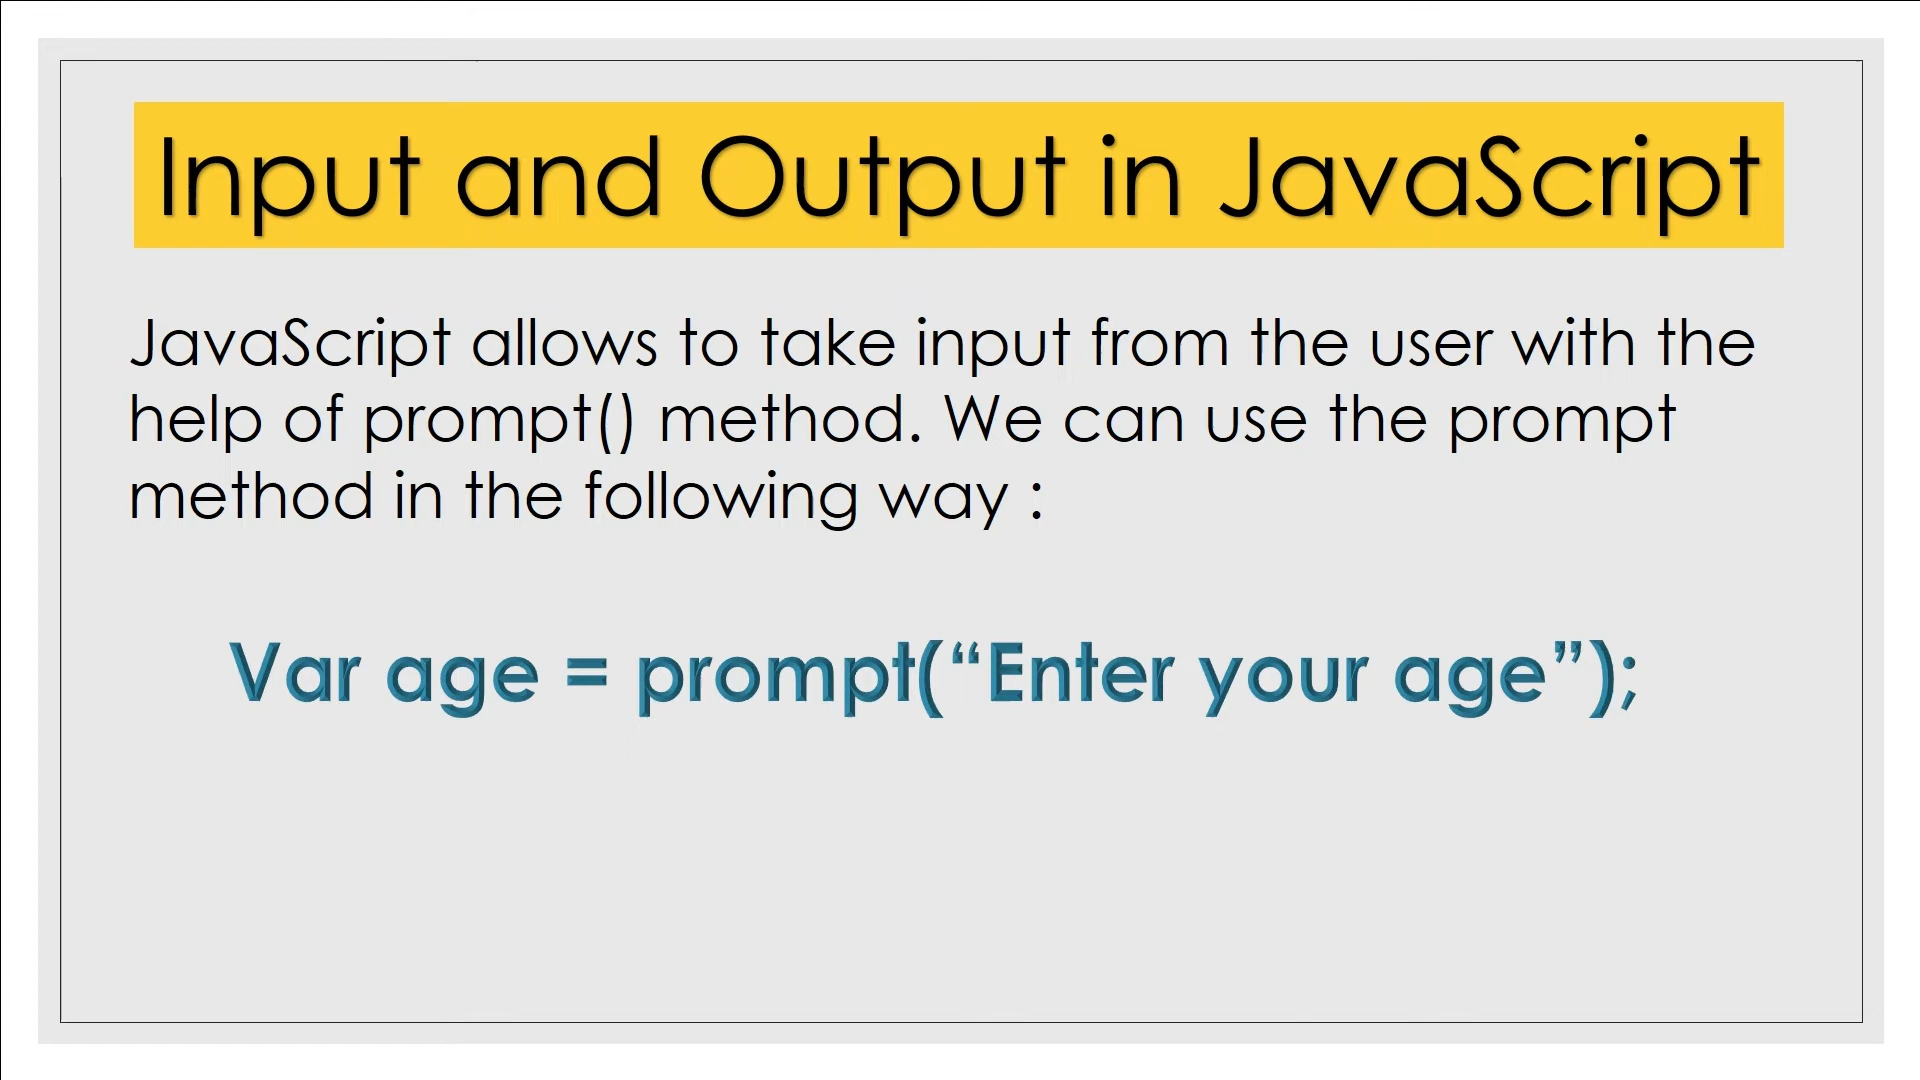 Input and Output in JavaScript
JavaScript allows to take input from the user with the
help of prompt() method. We can use the prompt
method in the following way :
Var age = prompt(“Enter your age”);